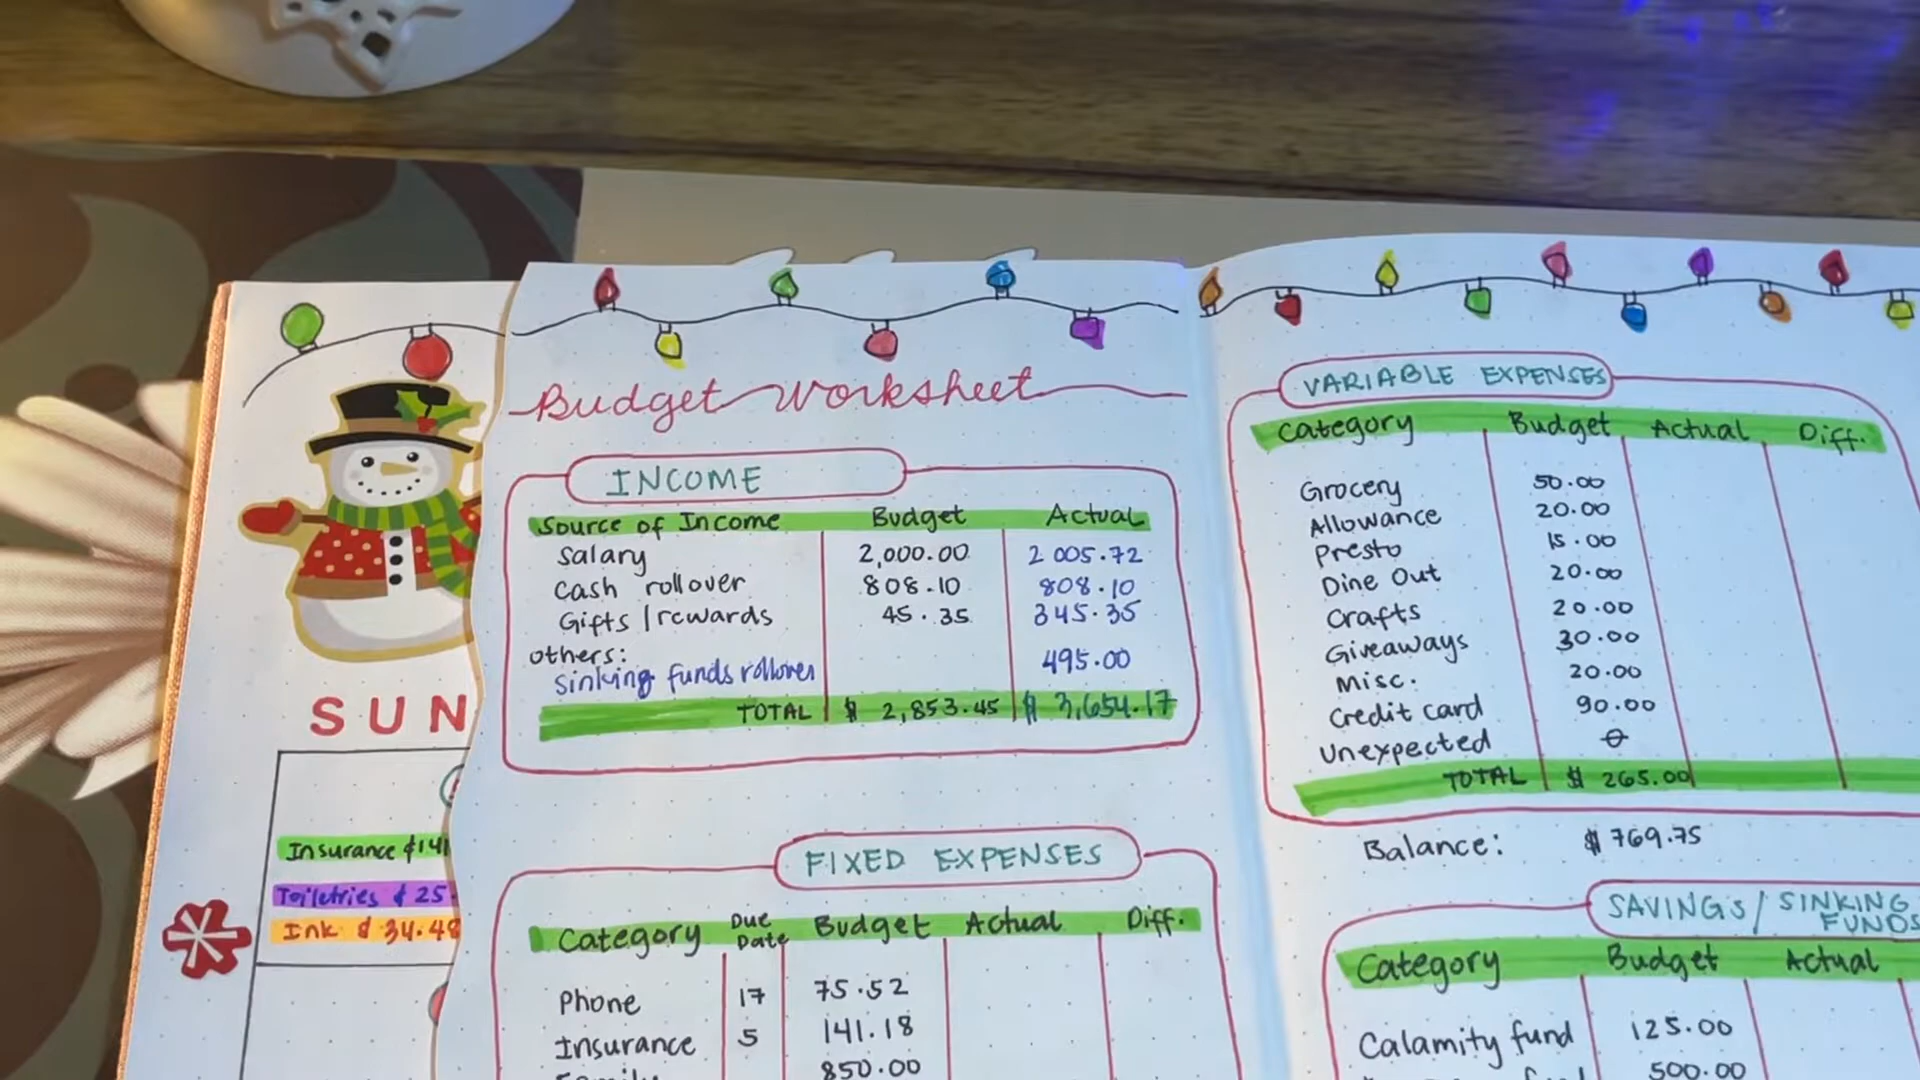 Budget Worksheet
INCOME
Source of Income Budget Actual
Salary 2,000.00 2005.72
Cash rollover 808.10 808.10
Gifts/rewards 45.35 345.35
others:
Sinking funds rollover 495.00
TOTAL $ 2,853.45 $ 3,654.17
FIXED EXPENSES
Category Due Date Budget Actual Diff.
Phone 17 75.52
Insurance 5 141.18
850.00
VARIABLE EXPENSES
Category Budget Actual Diff.
Grocery 50.00
Allowance 20.00
Presto 15.00
Dine Out 20.00
Crafts 20.00
Giveaways 30.00
Misc. 20.00
Credit card 90.00
Unexpected 0
TOTAL $ 265.00
Balance: $ 769.75
SAVINGS/SINKING FUNDS
Category Budget Actual
Calamity fund 125.00
500.00
SUN
Insurance $141
Toiletries $ 25.
Ink $ 34.48